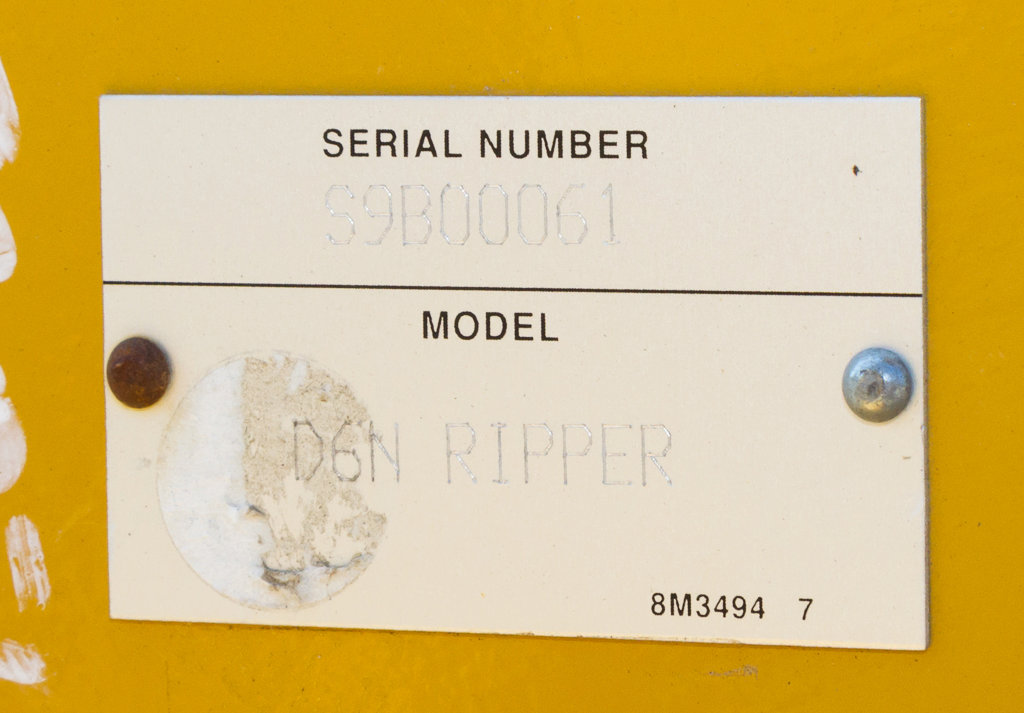 SERIAL NUMBER
S9B00061
MODEL
D6N RIPPER
8M3494 7